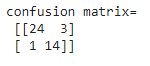 confusion matrix=
[[24  3]
[ 1 14]]